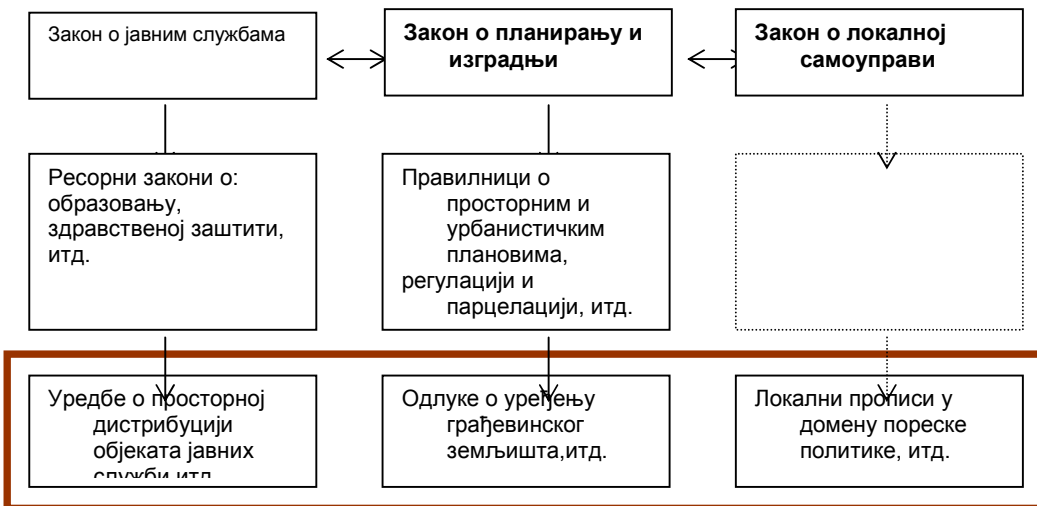 Закон о јавним службама
Закон о планирању и
изградњи
Закон о локалној
самоуправи
Ресорни закони о:
образовању,
здравственој заштити,
итд.
Правилници о
просторним и
урбанистичким
плановима,
регулацији и
парцелацији, итд.
Уредбе о просторној
дистрибуцији
објеката јавних
служби,итд.
Одлуке о уређењу
грађевинског
земљишта,итд.
Локални прописи у
домену пореске
политике, итд.